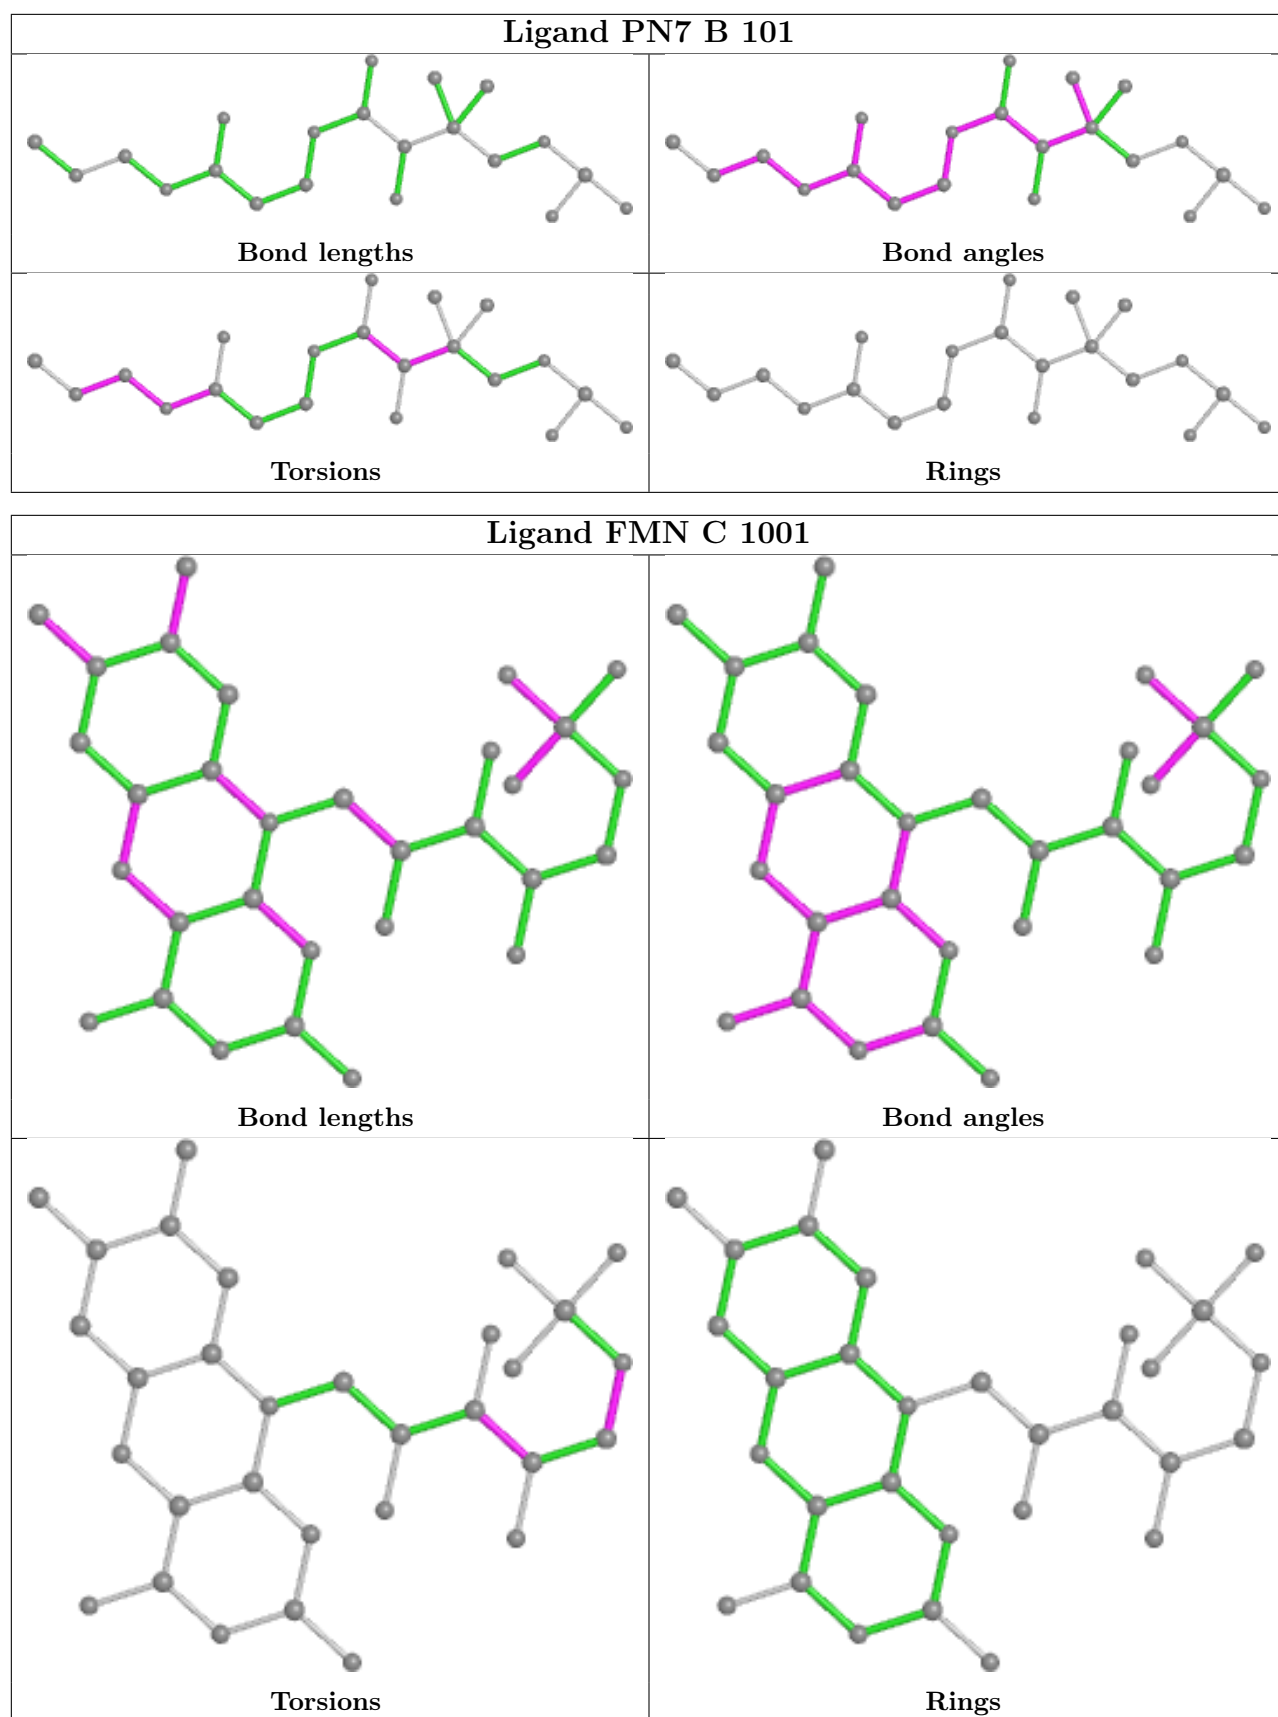 Ligand PN7 B 101
Bond lengths
Bond angles
Torsions
Rings
Ligand FMN C 1001
Bond lengths
Bond angles
Torsions
Rings